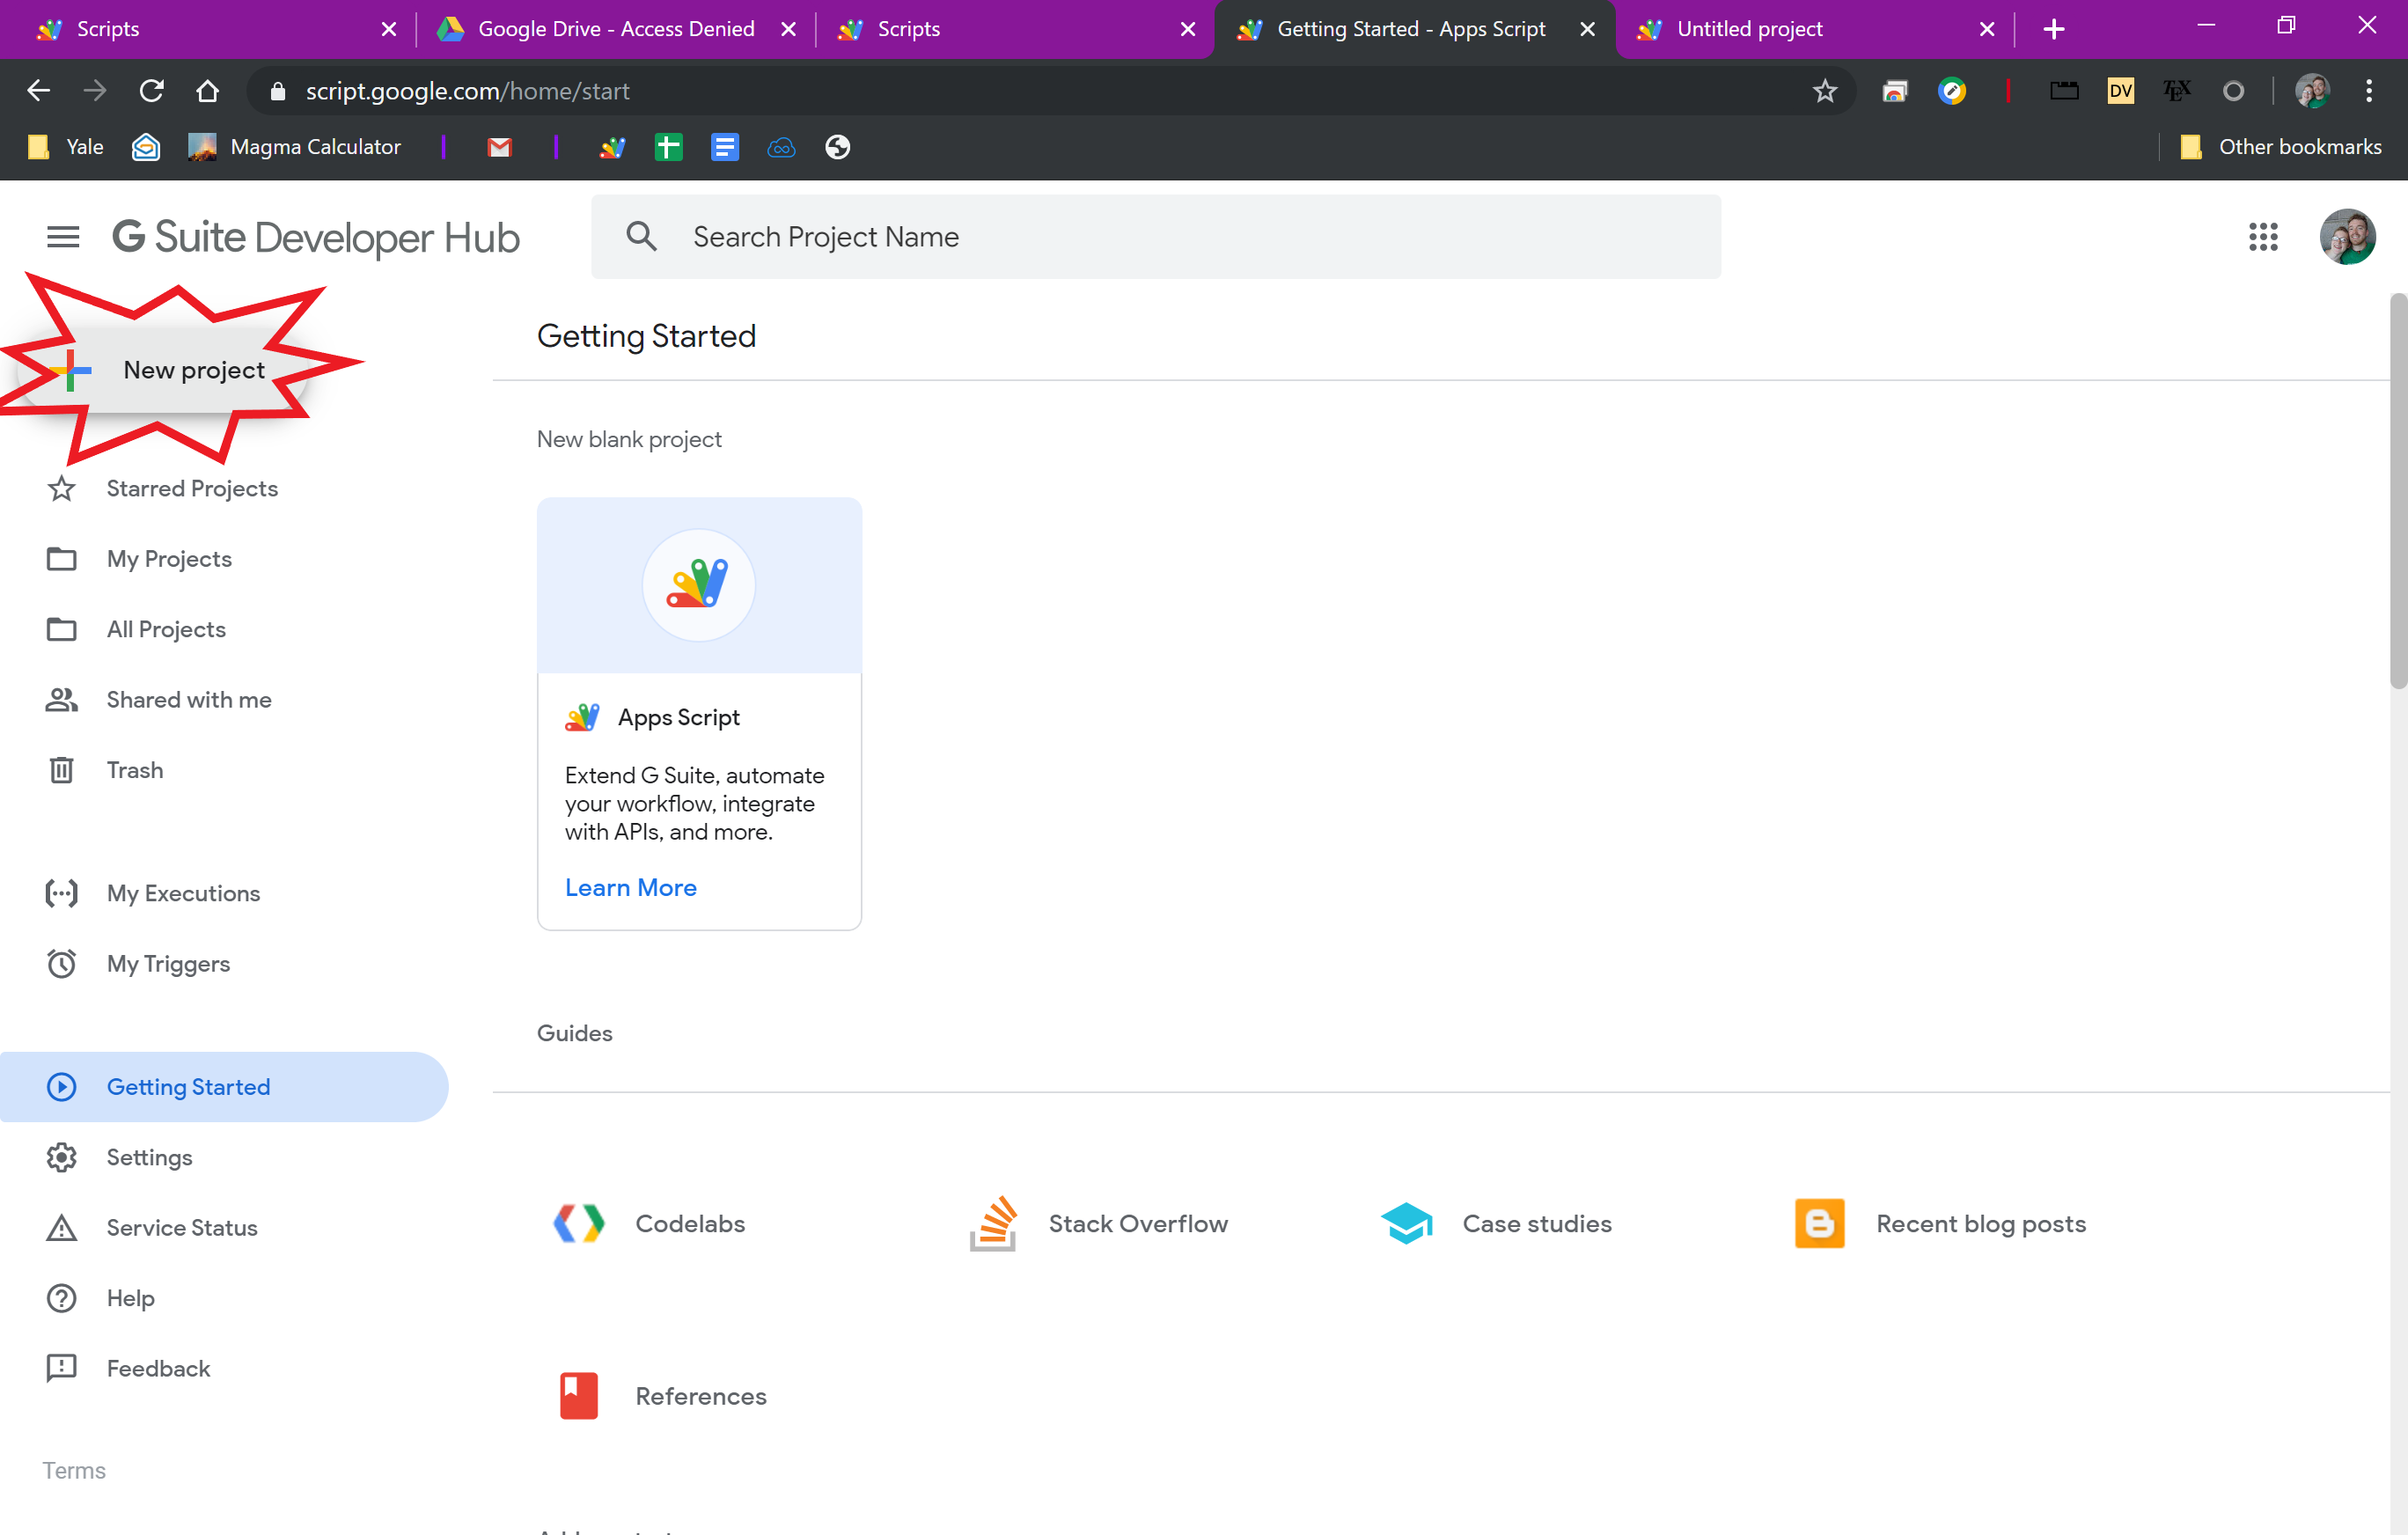 Scripts
Google Drive - Access Denied
Scripts
Getting Started - Apps Script
Untitled project
script.google.com/home/start
DV
TEX
Yale
Magma Calculator
Other bookmarks
G Suite Developer Hub
Search Project Name
New project
Starred Projects
My Projects
All Projects
Shared with me
Trash
My Executions
My Triggers
Getting Started
Settings
Service Status
Help
Feedback
Terms
Getting Started
New blank project
Apps Script
Extend G Suite, automate
your workflow, integrate
with APIs, and more.
Learn More
Guides
Codelabs
Stack Overflow
Case studies
Recent blog posts
References